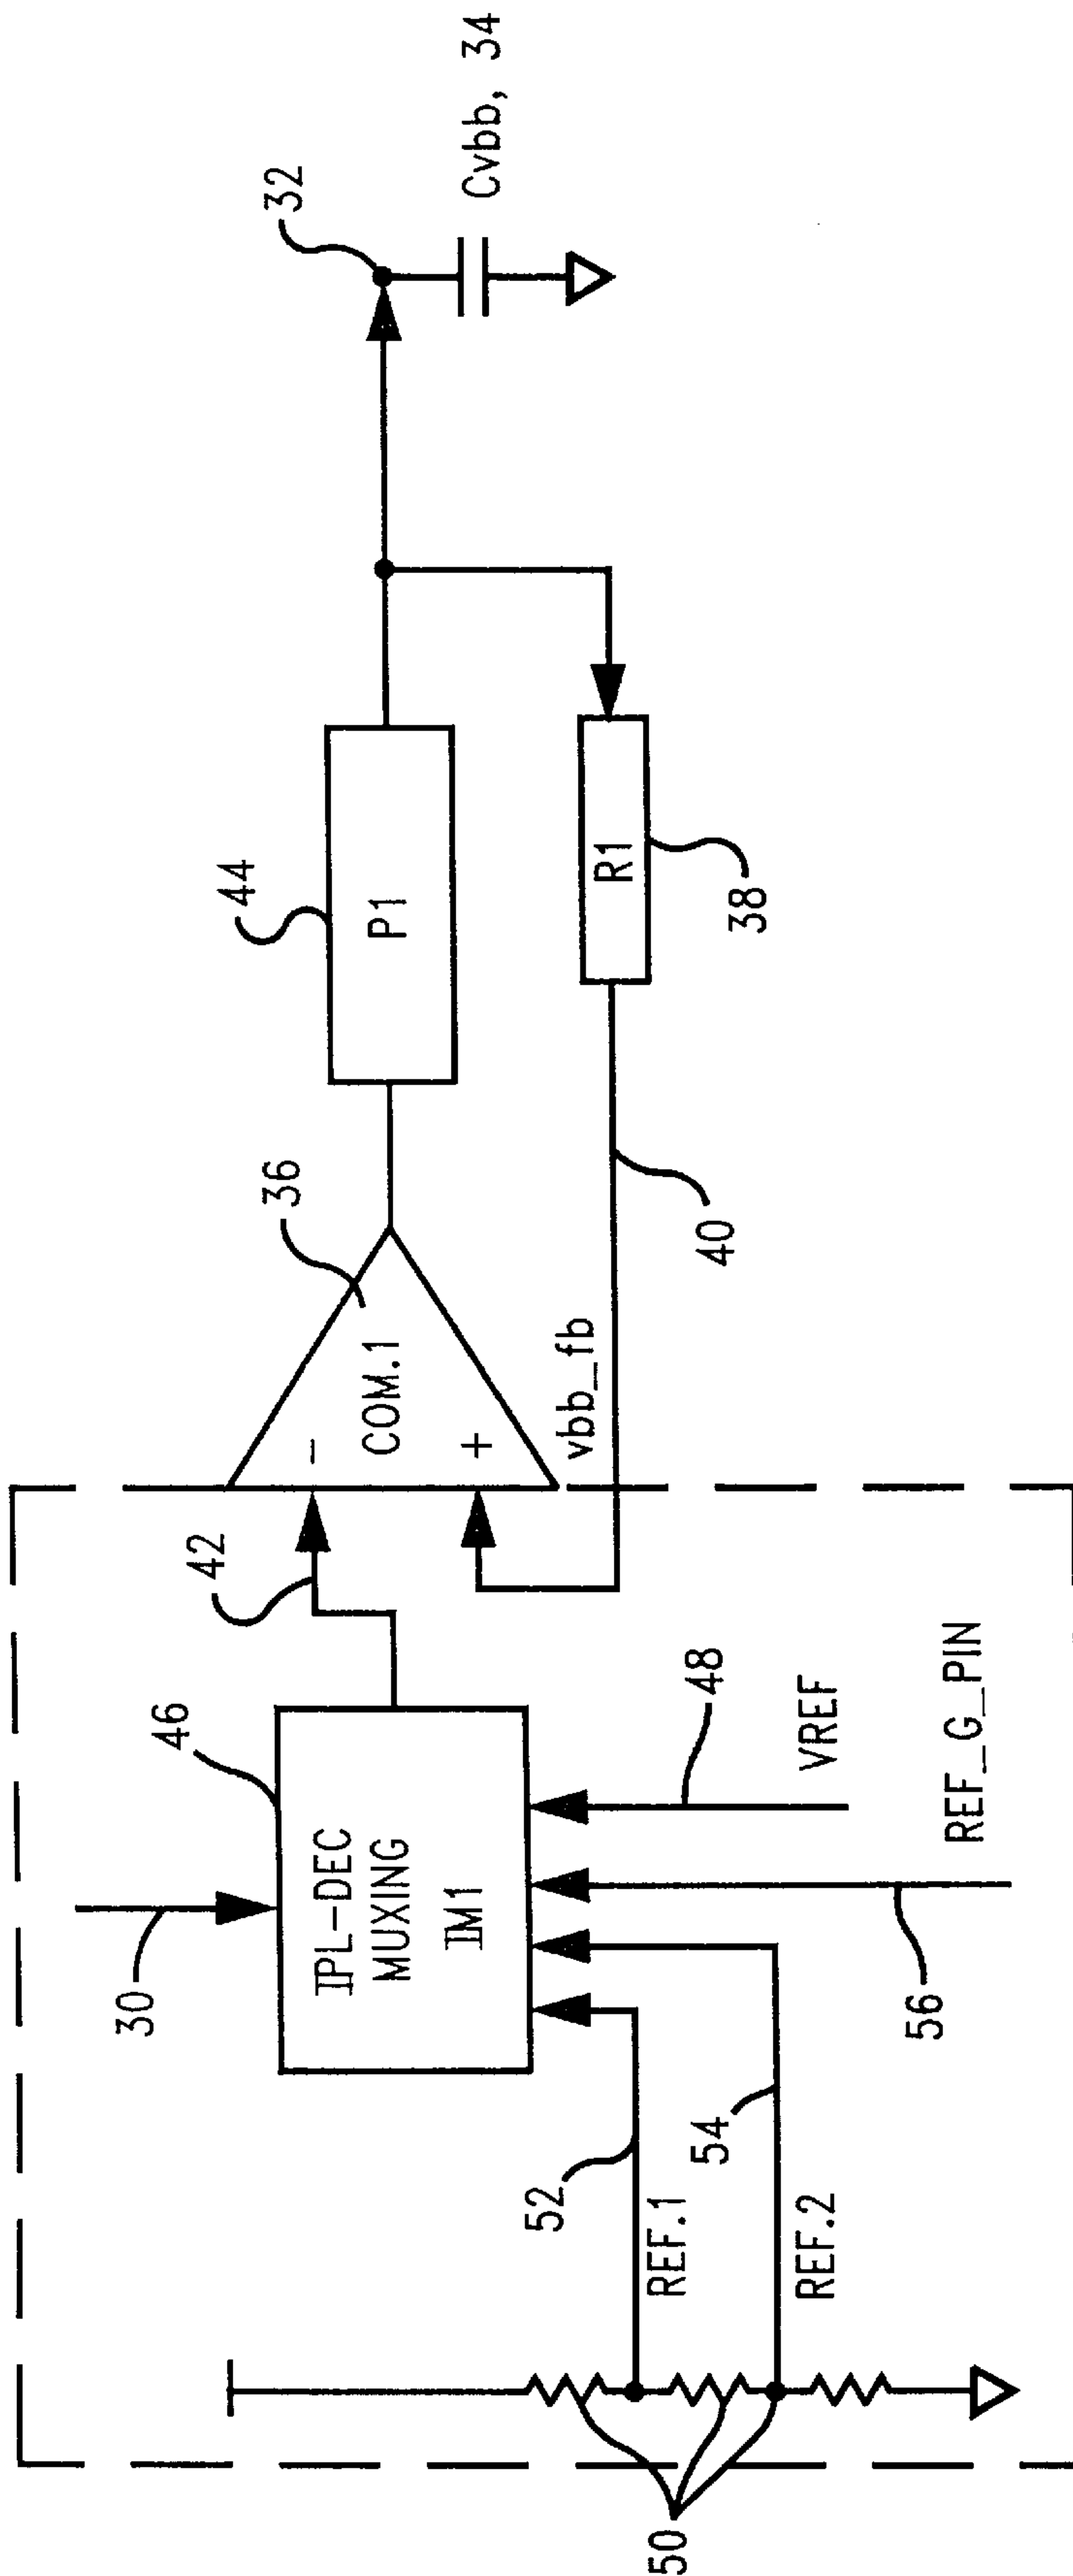 30
46
IPL-DEC
MUXING
IM1
42
COM.1
-
+
36
44
P1
32
Cvbb, 34
R1
38
40
vbb_fb
48
VREF
REF_G_PIN
56
52
REF.1
54
REF.2
50